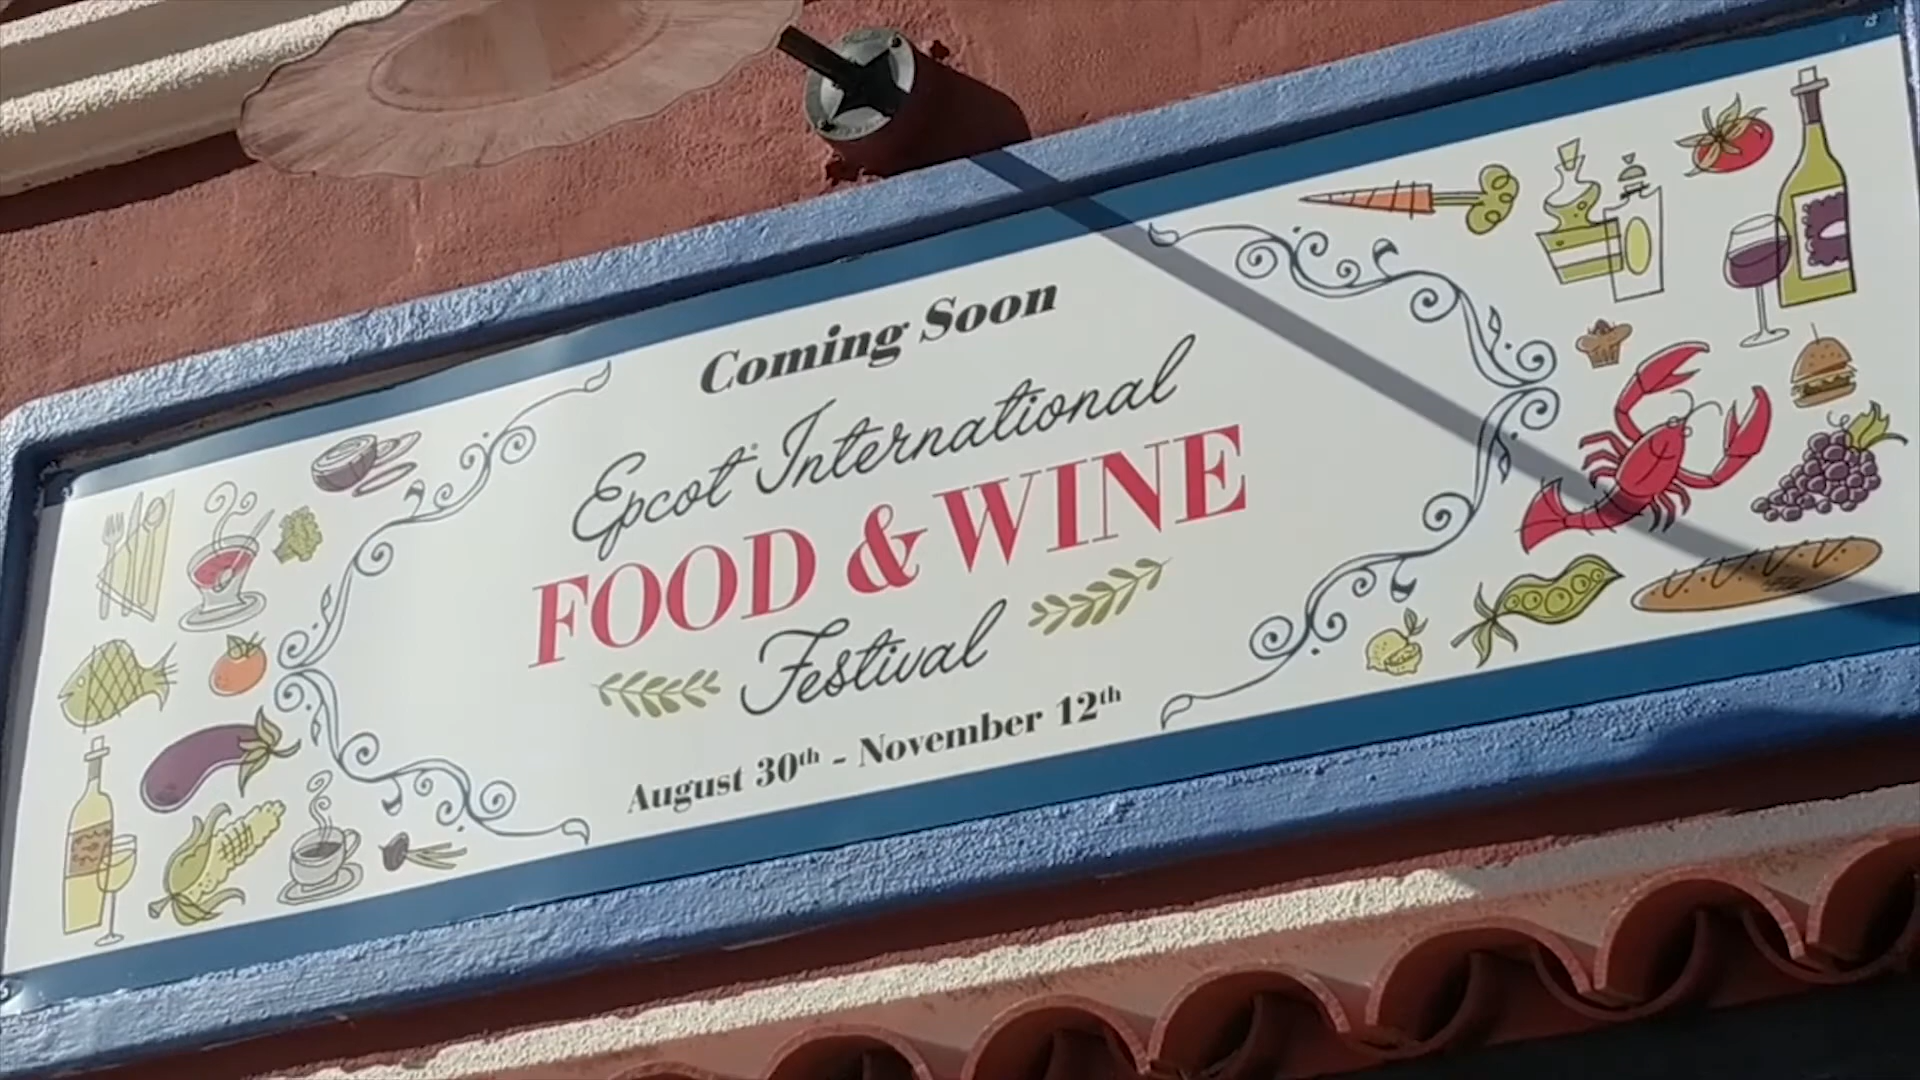 Coming Soon
Epcot International
FOOD & WINE
Festival
August 30th - November 12th